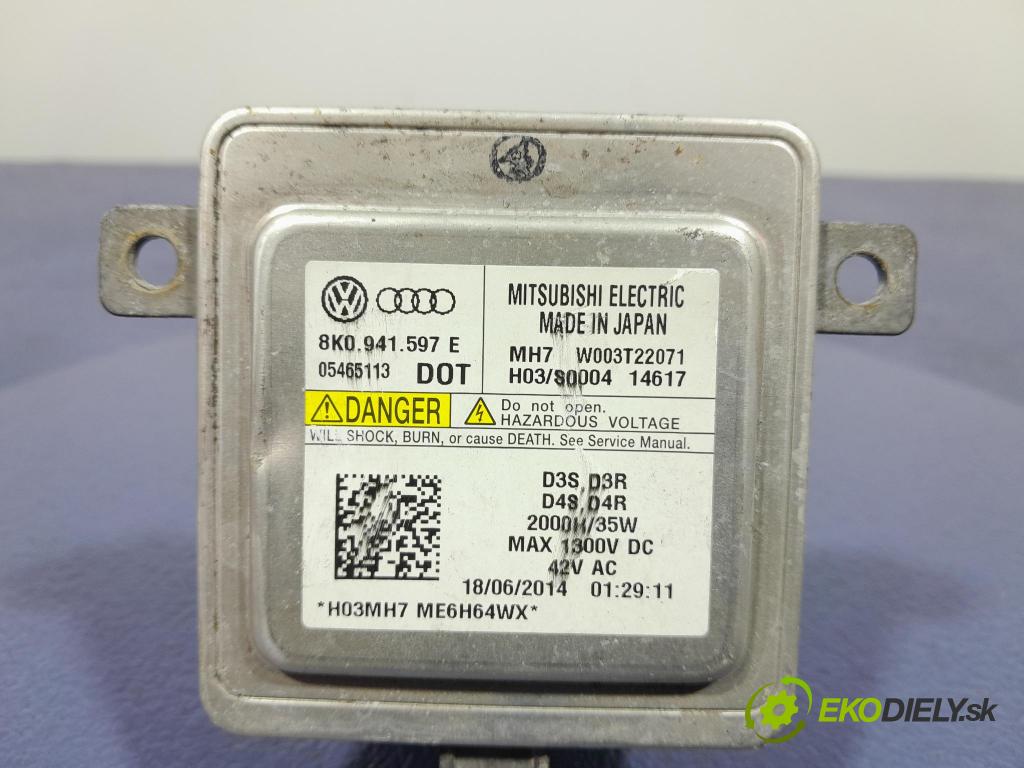 8K0.941.597 E
05465113 DOT
MITSUBISHI ELECTRIC
MADE IN JAPAN
MH7 W003T22071
H03/S0004 14617
DANGER
Do not open.
HAZARDOUS VOLTAGE
WILL SHOCK, BURN, or cause DEATH. See Service Manual.
D3S D3R
D4S D4R
2000H/35W
MAX 1300V DC
42V AC
18/06/2014 01:29:11
*H03MH7 ME6H64WX*
EKODIELY.sk